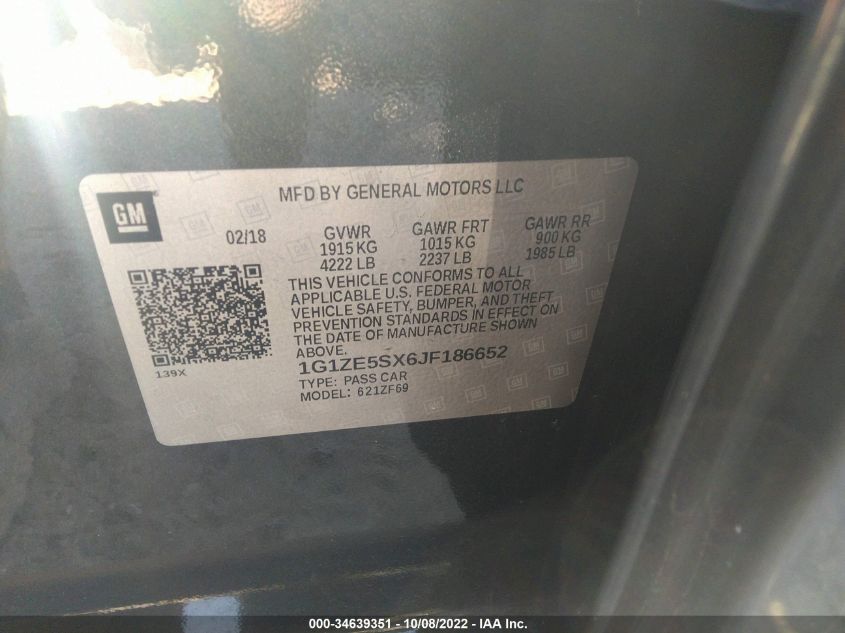 GM
MFD BY GENERAL MOTORS LLC
02/18
GVWR
1915 KG
4222 LB
GAWR FRT
1015 KG
2237 LB
GAWR RR
900 KG
1985 LB
THIS VEHICLE CONFORMS TO ALL
APPLICABLE U.S. FEDERAL MOTOR
VEHICLE SAFETY, BUMPER, AND THEFT
PREVENTION STANDARDS IN EFFECT ON
THE DATE OF MANUFACTURE SHOWN
ABOVE.
139X
1G1ZE5SX6JF186652
TYPE: PASS CAR
MODEL: 621ZF69
000-34639351 - 10/08/2022 - IAA Inc.